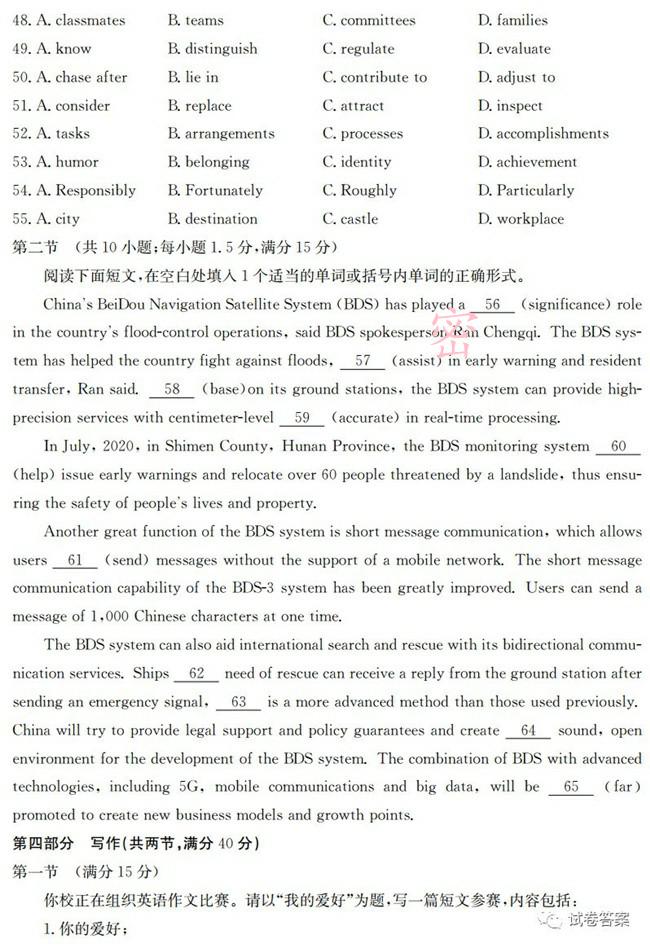 48. A. classmates B. teams C. committees D. families
49. A. know B. distinguish C. regulate D. evaluate
50. A. chase after B. lie in C. contribute to D. adjust to
51. A. consider B. replace C. attract D. inspect
52. A. tasks B. arrangements C. processes D. accomplishments
53. A. humor B. belonging C. identity D. achievement
54. A. Responsibly B. Fortunately C. Roughly D. Particularly
55. A. city B. destination C. castle D. workplace
第二节 (共 10 小题;每小题 1.5 分,满分 15 分)
阅读下面短文,在空白处填入 1 个适当的单词或括号内单词的正确形式。
China's BeiDou Navigation Satellite System (BDS) has played a 56 (significance) role
in the country's flood-control operations, said BDS spokesperson Ran Chengqi. The BDS sys-
tem has helped the country fight against floods, 57 (assist) in early warning and resident
transfer, Ran said. 58 (base)on its ground stations, the BDS system can provide high-
precision services with centimeter-level 59 (accurate) in real-time processing.
In July, 2020, in Shimen County, Hunan Province, the BDS monitoring system 60
(help) issue early warnings and relocate over 60 people threatened by a landslide, thus ensu-
ring the safety of people's lives and property.
Another great function of the BDS system is short message communication, which allows
users 61 (send) messages without the support of a mobile network. The short message
communication capability of the BDS-3 system has been greatly improved. Users can send a
message of 1,000 Chinese characters at one time.
The BDS system can also aid international search and rescue with its bidirectional commu-
nication services. Ships 62 need of rescue can receive a reply from the ground station after
sending an emergency signal, 63 is a more advanced method than those used previously.
China will try to provide legal support and policy guarantees and create 64 sound, open
environment for the development of the BDS system. The combination of BDS with advanced
technologies, including 5G, mobile communications and big data, will be 65 (far)
promoted to create new business models and growth points.
第四部分 写作(共两节,满分 40 分)
第一节 (满分 15 分)
你校正在组织英语作文比赛。请以“我的爱好”为题,写一篇短文参赛,内容包括:
1. 你的爱好;
密
试卷答案